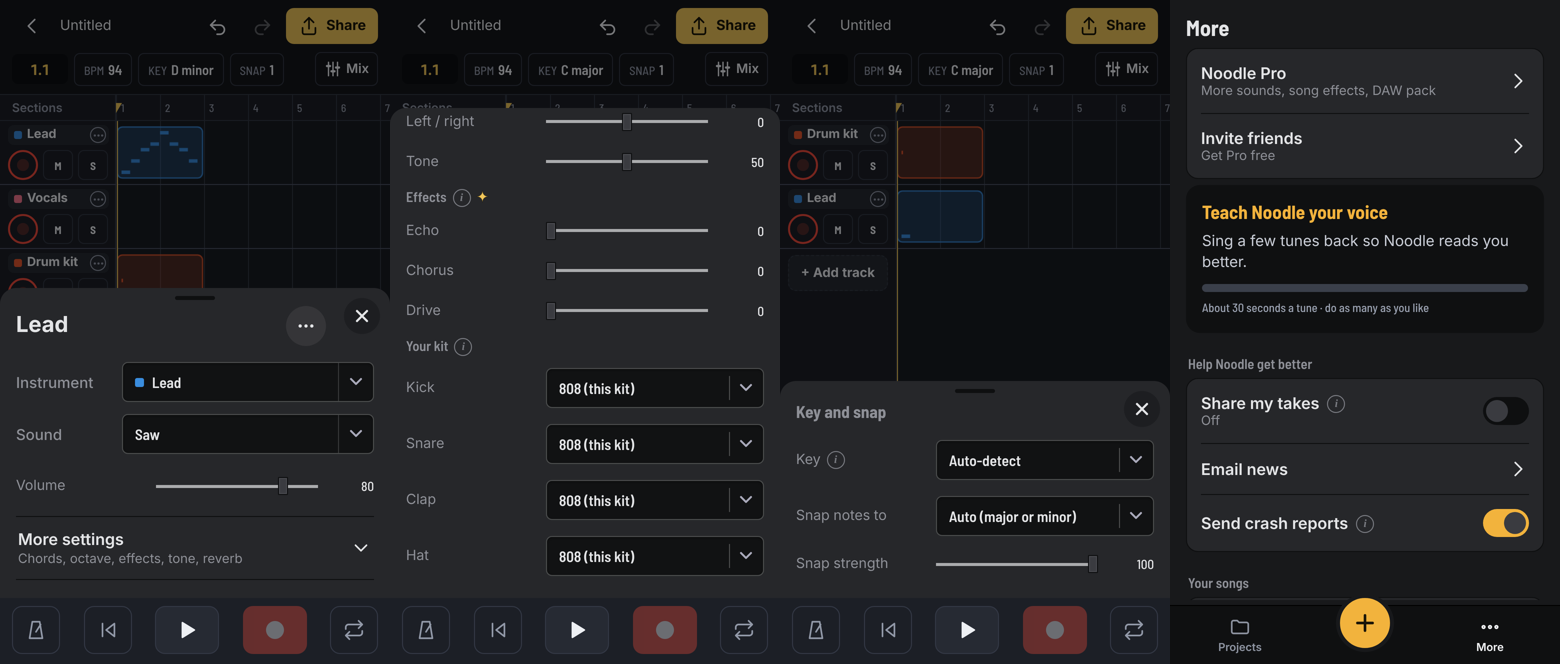 Untitled
Share
1.1
BPM 94
KEY D minor
SNAP 1
Mix
Sections
1 2 3 4 5 6 7
Lead
M S
Vocals
M S
Drum kit
Lead
Instrument
Lead
Sound
Saw
Volume
80
More settings
Chords, octave, effects, tone, reverb
Untitled
Share
1.1
BPM 94
KEY C major
SNAP 1
Mix
Left / right
0
Tone
50
Effects
Echo
0
Chorus
0
Drive
0
Your kit
Kick
808 (this kit)
Snare
808 (this kit)
Clap
808 (this kit)
Hat
808 (this kit)
Untitled
Share
1.1
BPM 94
KEY C major
SNAP 1
Mix
Sections
1 2 3 4 5 6 7
Drum kit
M S
Lead
M S
+ Add track
Key and snap
Key
Auto-detect
Snap notes to
Auto (major or minor)
Snap strength
100
More
Noodle Pro
More sounds, song effects, DAW pack
Invite friends
Get Pro free
Teach Noodle your voice
Sing a few tunes back so Noodle reads you
better.
About 30 seconds a tune · do as many as you like
Help Noodle get better
Share my takes
Off
Email news
Send crash reports
Your songs
Projects
More